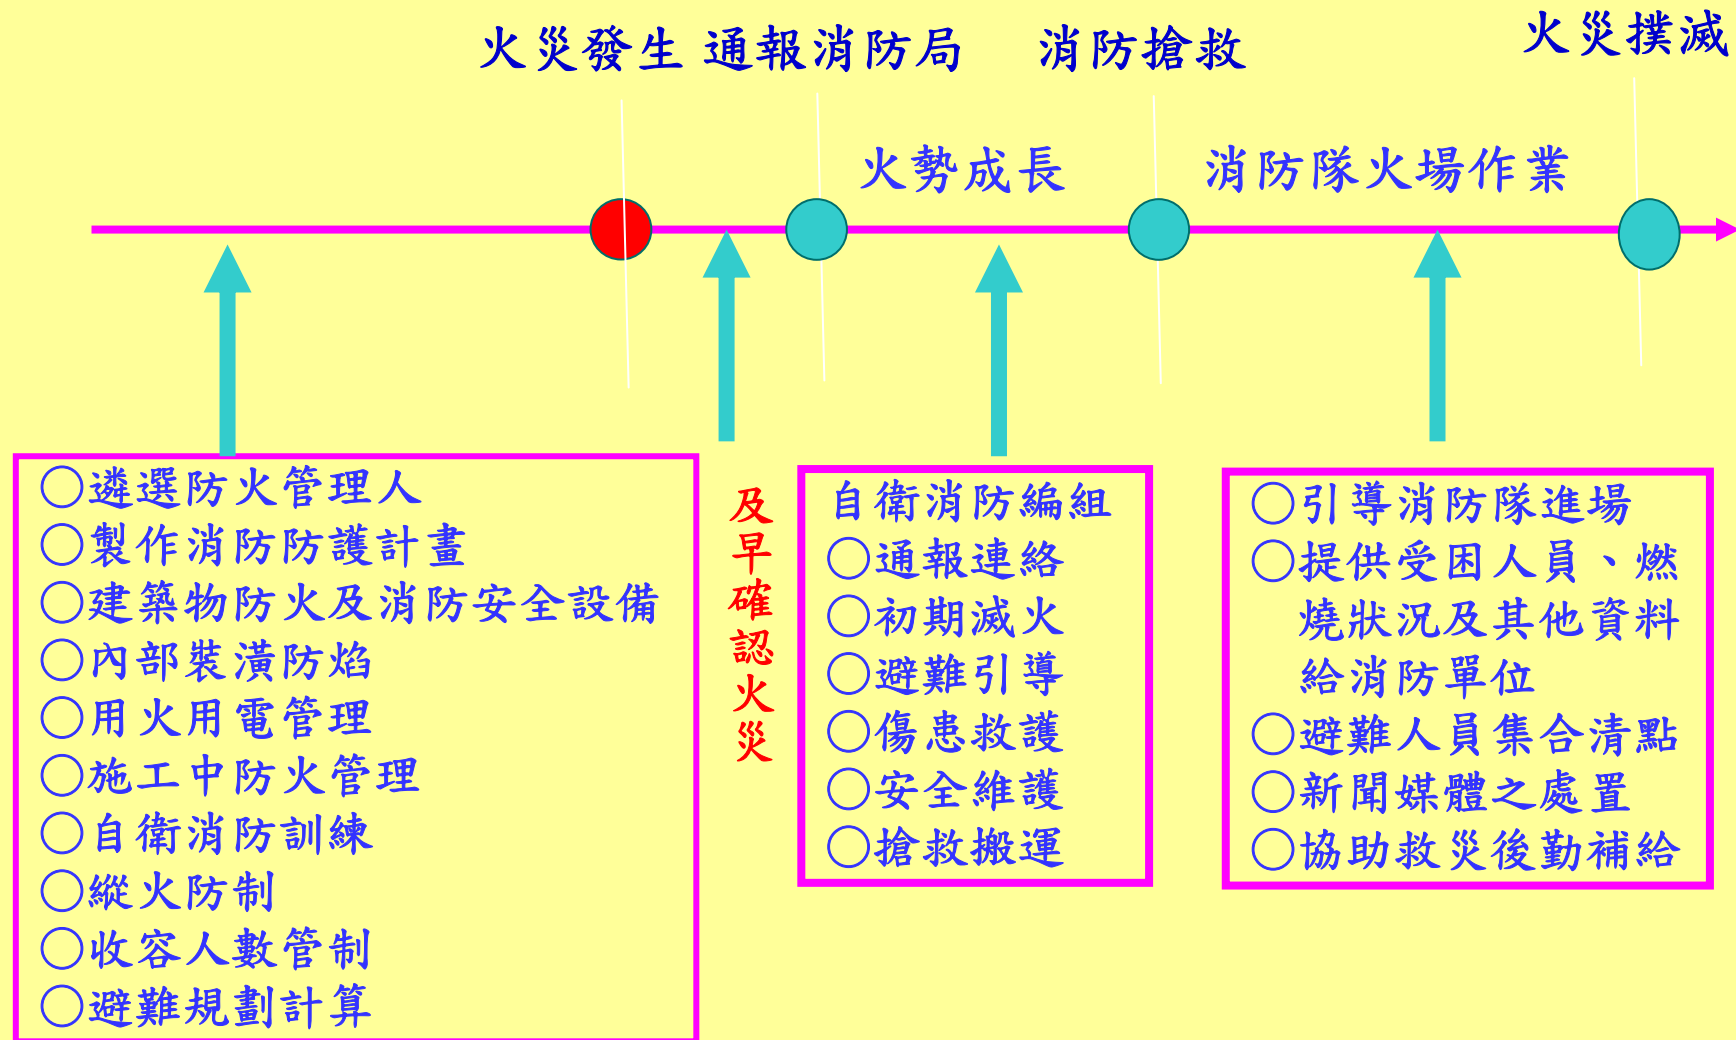 火災發生
通報消防局
消防搶救
火災撲滅
火勢成長
消防隊火場作業
○遴選防火管理人
○製作消防防護計畫
○建築物防火及消防安全設備
○內部裝潢防焰
○用火用電管理
○施工中防火管理
○自衛消防訓練
○縱火防制
○收容人數管制
○避難規劃計算
及早確認火災
自衛消防編組
○通報連絡
○初期滅火
○避難引導
○傷患救護
○安全維護
○搶救搬運
○引導消防隊進場
○提供受困人員、燃
燒狀況及其他資料
給消防單位
○避難人員集合清點
○新聞媒體之處置
○協助救災後勤補給